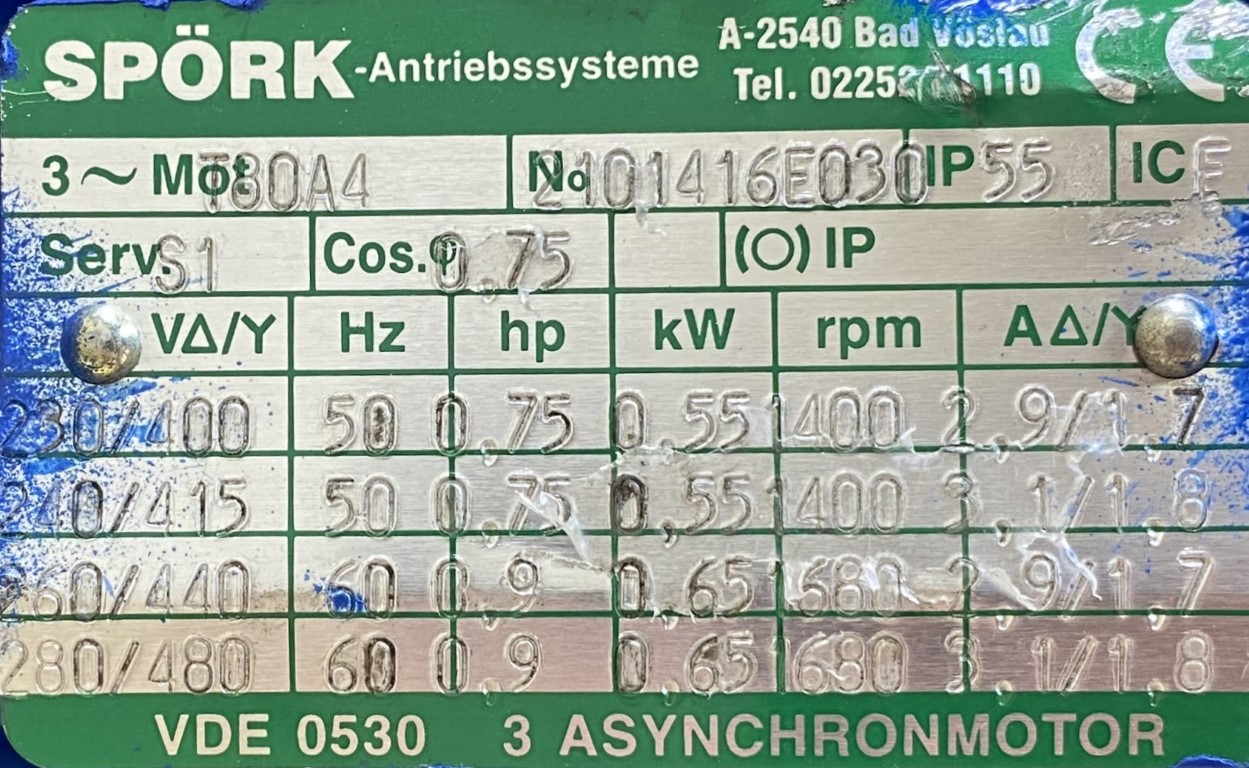 SPÖRK-Antriebssysteme
A-2540 Bad Vöslau
Tel. 02252/71110
CE
3~ Mot T80A4 No 2101416E030 IP 55 IC F
Serv. S1 Cos.φ 0,75 (○) IP
VΔ/Y Hz hp kW rpm AΔ/Y
230/400 50 0,75 0,55 1400 2,9/1,7
240/415 50 0,75 0,55 1400 3,1/1,8
260/440 60 0,9 0,65 1680 2,9/1,7
280/480 60 0,9 0,65 1680 3,1/1,8
VDE 0530 3 ASYNCHRONMOTOR